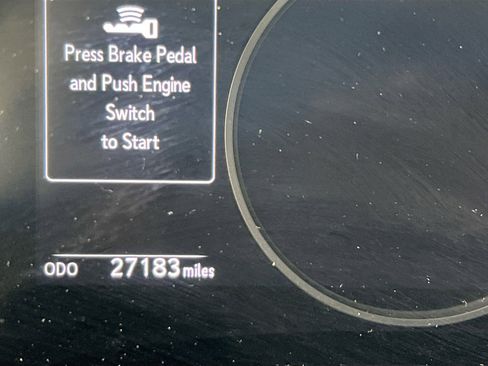 Press Brake Pedal
and Push Engine
Switch
to Start
ODO 27183 miles